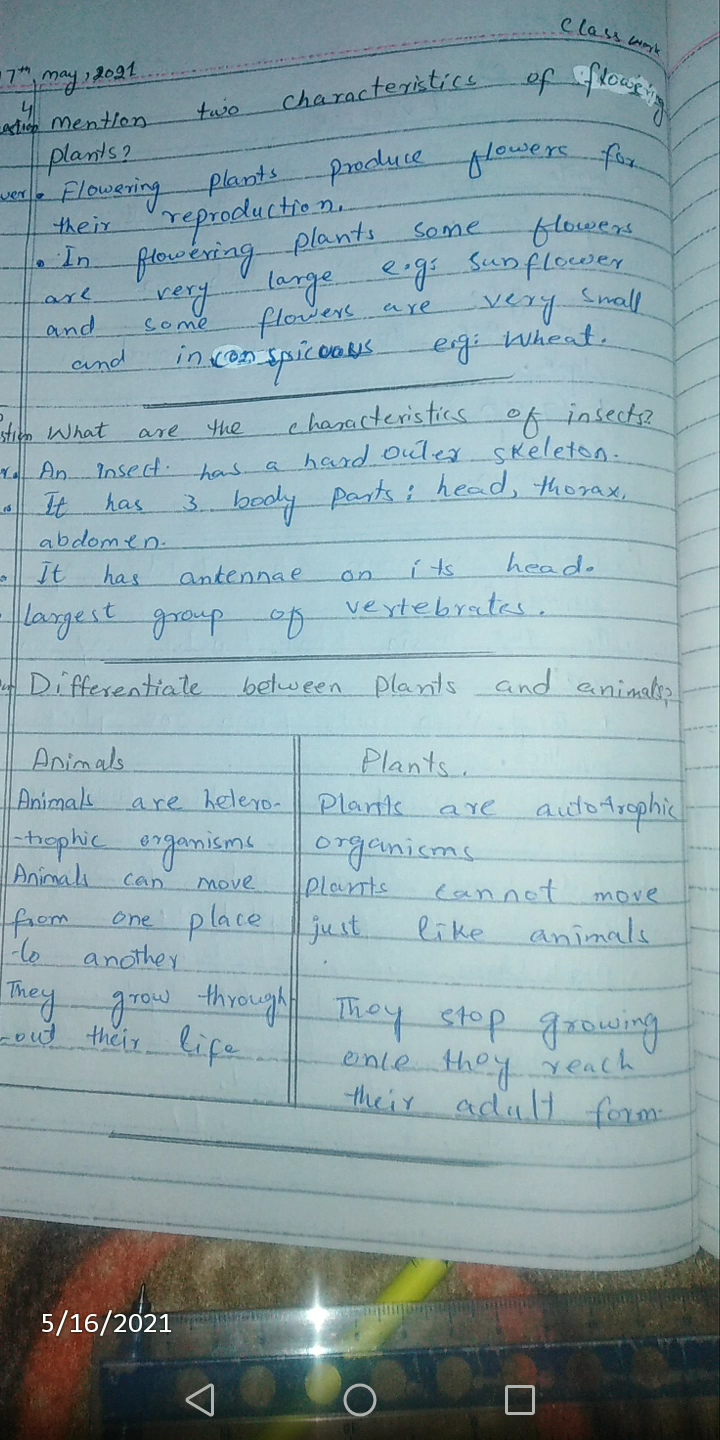 Class work
7th, may, 2021
4
mention two characteristics of flowering
plants?
• Flowering plants produce flowers for
their reproduction.
• In flowering plants some flowers
are very large e.g: sunflower
and some flowers are very small
and inconspicouus e.g: Wheat.
What are the characteristics of insects?
An insect has a hard outer skeleton.
It has 3 body parts: head, thorax,
abdomen.
It has antennae on its head.
largest group of vertebrates.
Differentiate between plants and animals?
Animals
Animals are hetero-
-trophic organisms
Animals can move
from one place
to another
They grow through
-out their life
Plants.
Plants are autotrophic
organisms
plants cannot move
just like animals
They stop growing
once they reach
their adult form.
5/16/2021